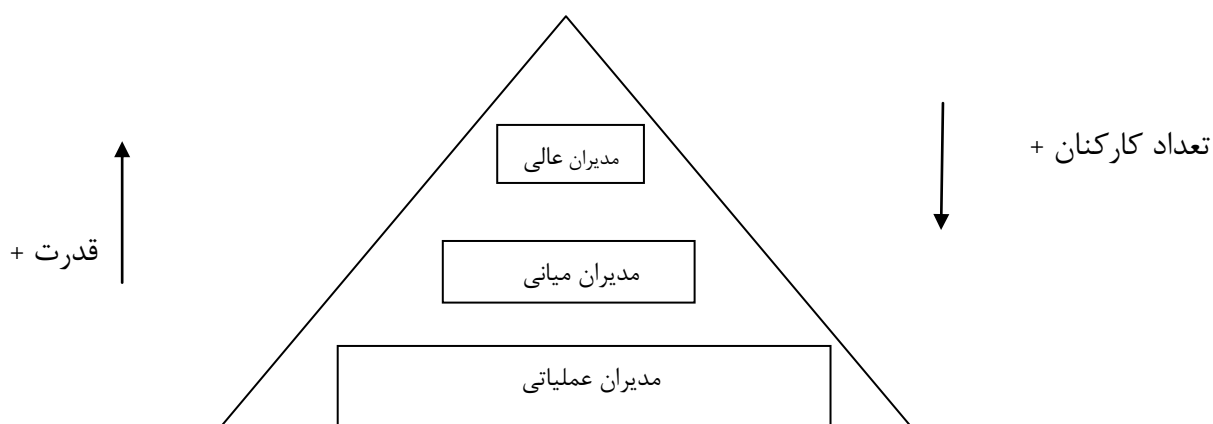 مدیران عالی
تعداد کارکنان +
قدرت +
مدیران میانی
مدیران عملیاتی